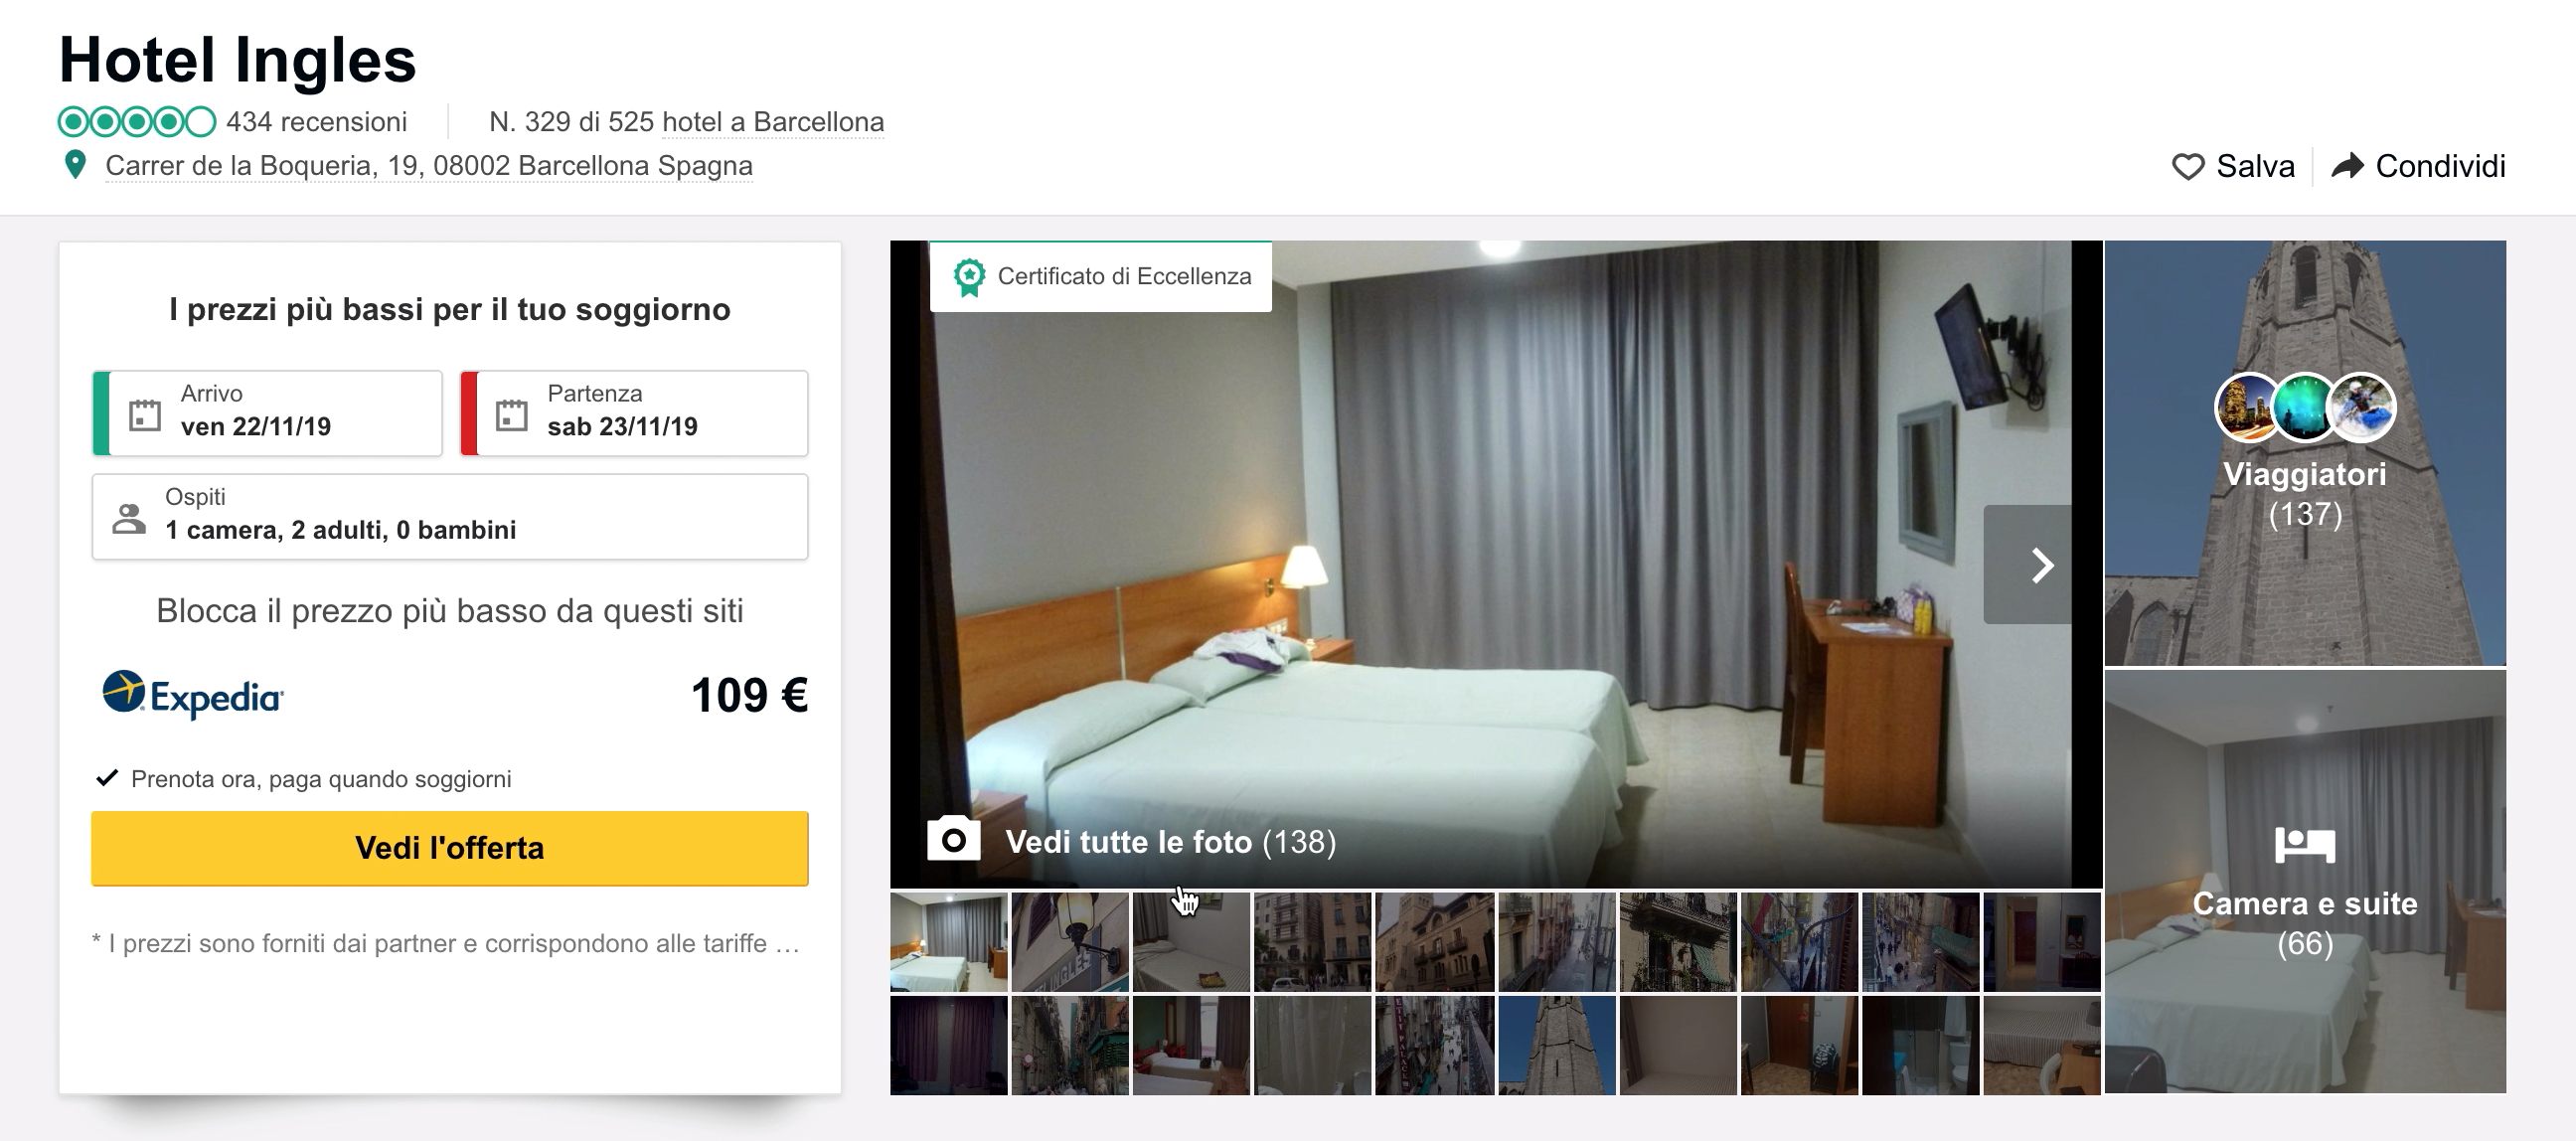 Hotel Ingles
434 recensioni
N. 329 di 525 hotel a Barcellona
Carrer de la Boqueria, 19, 08002 Barcellona Spagna
Salva
Condividi
I prezzi più bassi per il tuo soggiorno
Arrivo
ven 22/11/19
Partenza
sab 23/11/19
Ospiti
1 camera, 2 adulti, 0 bambini
Blocca il prezzo più basso da questi siti
Expedia
109 €
Prenota ora, paga quando soggiorni
Vedi l'offerta
* I prezzi sono forniti dai partner e corrispondono alle tariffe …
Certificato di Eccellenza
Vedi tutte le foto (138)
Viaggiatori
(137)
Camera e suite
(66)